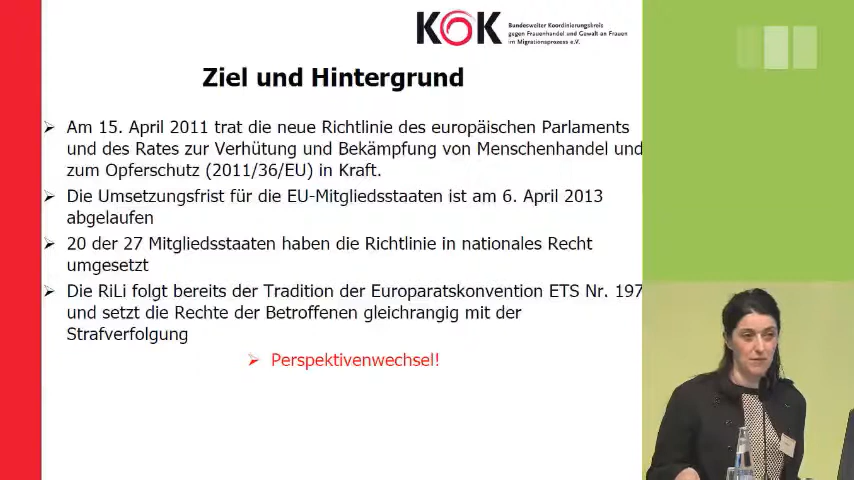 KOK
Bundesweiter Koordinierungskreis
gegen Frauenhandel und Gewalt an Frauen
im Migrationsprozess e.V.
Ziel und Hintergrund
➢ Am 15. April 2011 trat die neue Richtlinie des europäischen Parlaments
und des Rates zur Verhütung und Bekämpfung von Menschenhandel und
zum Opferschutz (2011/36/EU) in Kraft.
➢ Die Umsetzungsfrist für die EU-Mitgliedsstaaten ist am 6. April 2013
abgelaufen
➢ 20 der 27 Mitgliedsstaaten haben die Richtlinie in nationales Recht
umgesetzt
➢ Die RiLi folgt bereits der Tradition der Europaratskonvention ETS Nr. 197
und setzt die Rechte der Betroffenen gleichrangig mit der
Strafverfolgung
➢ Perspektivenwechsel!